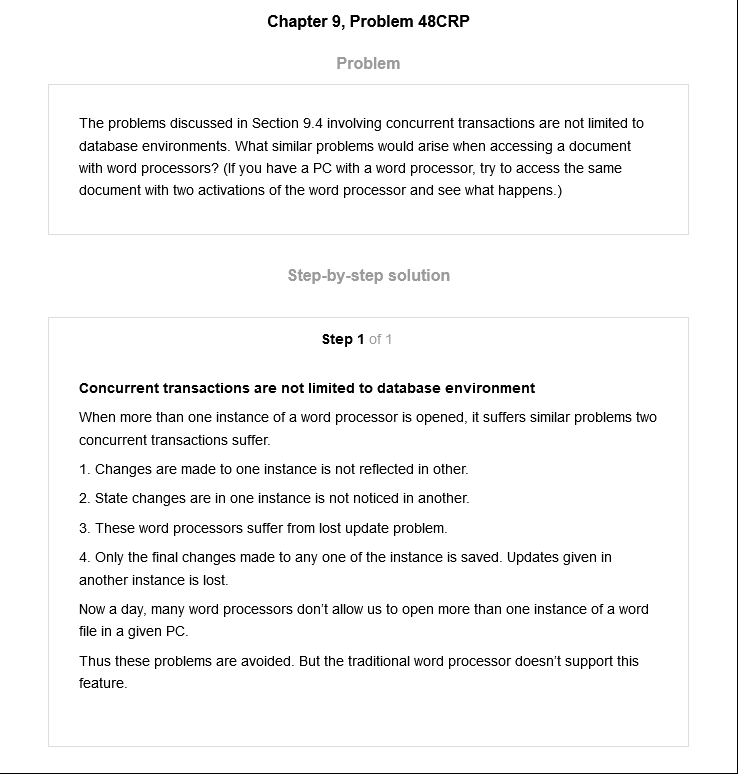 Chapter 9, Problem 48CRP
Problem
The problems discussed in Section 9.4 involving concurrent transactions are not limited to
database environments. What similar problems would arise when accessing a document
with word processors? (If you have a PC with a word processor, try to access the same
document with two activations of the word processor and see what happens.)
Step-by-step solution
Step 1 of 1
Concurrent transactions are not limited to database environment
When more than one instance of a word processor is opened, it suffers similar problems two
concurrent transactions suffer.
1. Changes are made to one instance is not reflected in other.
2. State changes are in one instance is not noticed in another.
3. These word processors suffer from lost update problem.
4. Only the final changes made to any one of the instance is saved. Updates given in
another instance is lost.
Now a day, many word processors don't allow us to open more than one instance of a word
file in a given PC.
Thus these problems are avoided. But the traditional word processor doesn't support this
feature.